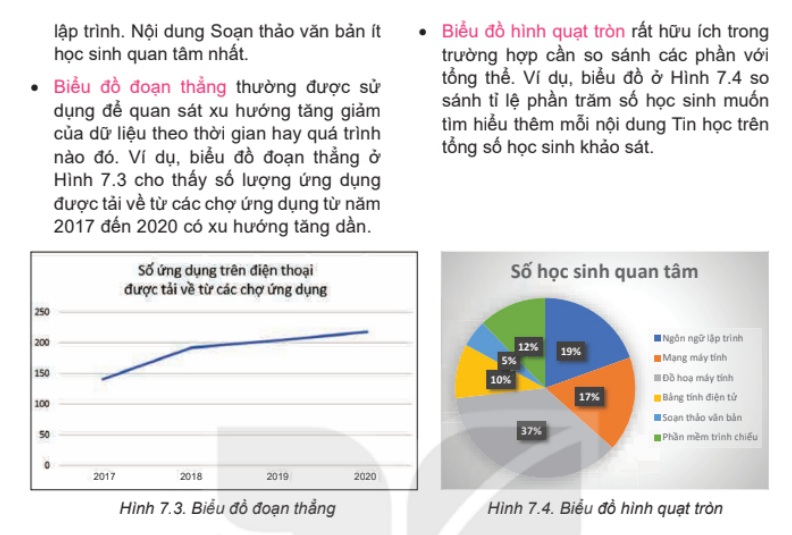 lập trình. Nội dung Soạn thảo văn bản ít
học sinh quan tâm nhất.
• Biểu đồ đoạn thẳng thường được sử
dụng để quan sát xu hướng tăng giảm
của dữ liệu theo thời gian hay quá trình
nào đó. Ví dụ, biểu đồ đoạn thẳng ở
Hình 7.3 cho thấy số lượng ứng dụng
được tải về từ các chợ ứng dụng từ năm
2017 đến 2020 có xu hướng tăng dần.
• Biểu đồ hình quạt tròn rất hữu ích trong
trường hợp cần so sánh các phần với
tổng thể. Ví dụ, biểu đồ ở Hình 7.4 so
sánh tỉ lệ phần trăm số học sinh muốn
tìm hiểu thêm mỗi nội dung Tin học trên
tổng số học sinh khảo sát.
Số ứng dụng trên điện thoại
được tải về từ các chợ ứng dụng
250
200
150
100
50
0
2017 2018 2019 2020
Hình 7.3. Biểu đồ đoạn thẳng
Số học sinh quan tâm
12%
19%
5%
10%
17%
37%
Ngôn ngữ lập trình
Mạng máy tính
Đồ hoạ máy tính
Bảng tính điện tử
Soạn thảo văn bản
Phần mềm trình chiếu
Hình 7.4. Biểu đồ hình quạt tròn